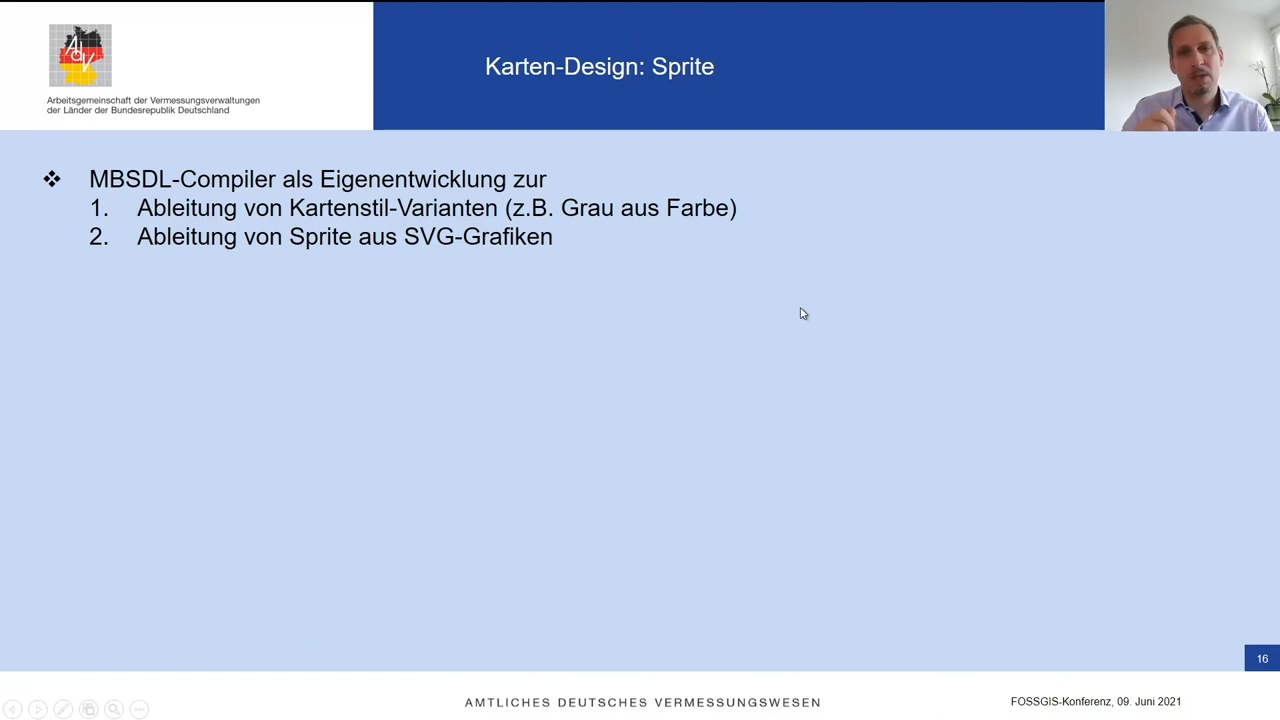 AdV
Arbeitsgemeinschaft der Vermessungsverwaltungen
der Länder der Bundesrepublik Deutschland
Karten-Design: Sprite
❖ MBSDL-Compiler als Eigenentwicklung zur
1. Ableitung von Kartenstil-Varianten (z.B. Grau aus Farbe)
2. Ableitung von Sprite aus SVG-Grafiken
16
AMTLICHES DEUTSCHES VERMESSUNGSWESEN
FOSSGIS-Konferenz, 09. Juni 2021